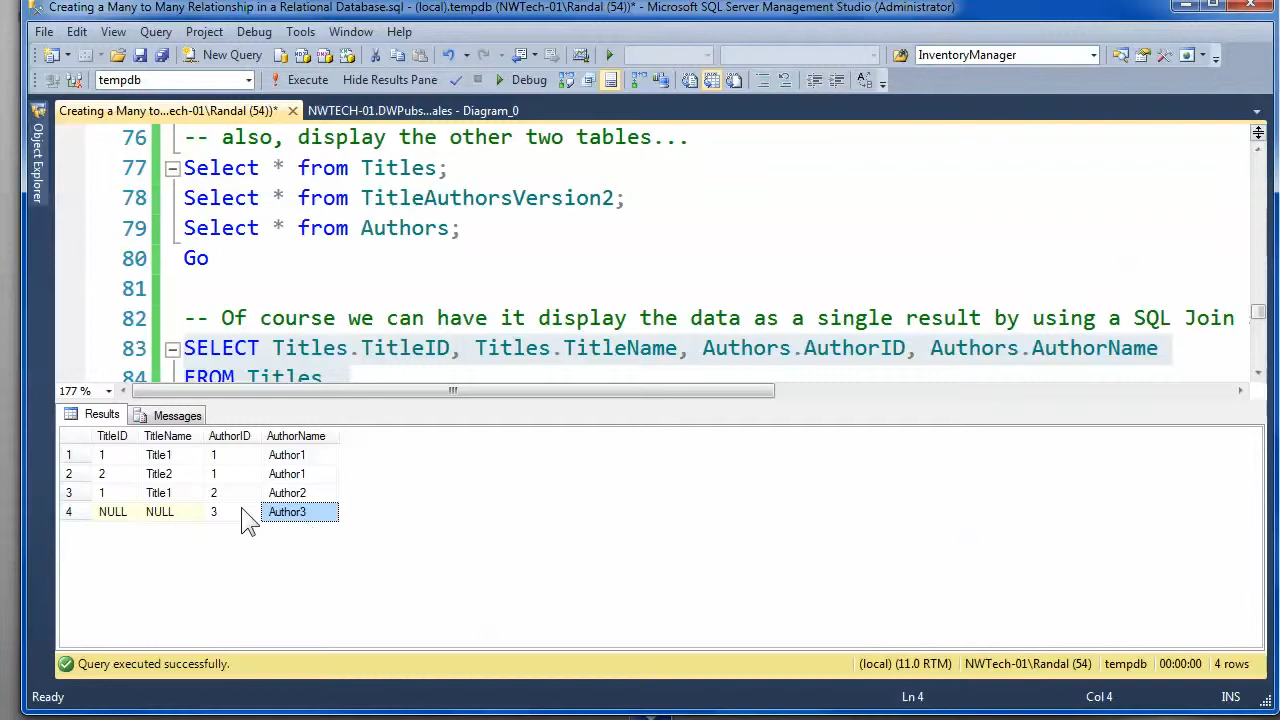 Creating a Many to Many Relationship in a Relational Database.sql - (local).tempdb (NWTech-01\Randal (54))* - Microsoft SQL Server Management Studio (Administrator)
File Edit View Query Project Debug Tools Window Help
New Query InventoryManager
tempdb Execute Hide Results Pane Debug
Creating a Many to...ech-01\Randal (54))* NWTECH-01.DWPubs...ales - Diagram_0
Object Explorer
76 -- also, display the other two tables...
77 Select * from Titles;
78 Select * from TitleAuthorsVersion2;
79 Select * from Authors;
80 Go
81
82 -- Of course we can have it display the data as a single result by using a SQL Join
83 SELECT Titles.TitleID, Titles.TitleName, Authors.AuthorID, Authors.AuthorName
84 FROM Titles
177 %
Results Messages
TitleID TitleName AuthorID AuthorName
1 1 Title1 1 Author1
2 2 Title2 1 Author1
3 1 Title1 2 Author2
4 NULL NULL 3 Author3
Query executed successfully. (local) (11.0 RTM) NWTech-01\Randal (54) tempdb 00:00:00 4 rows
Ready Ln 4 Col 4 INS